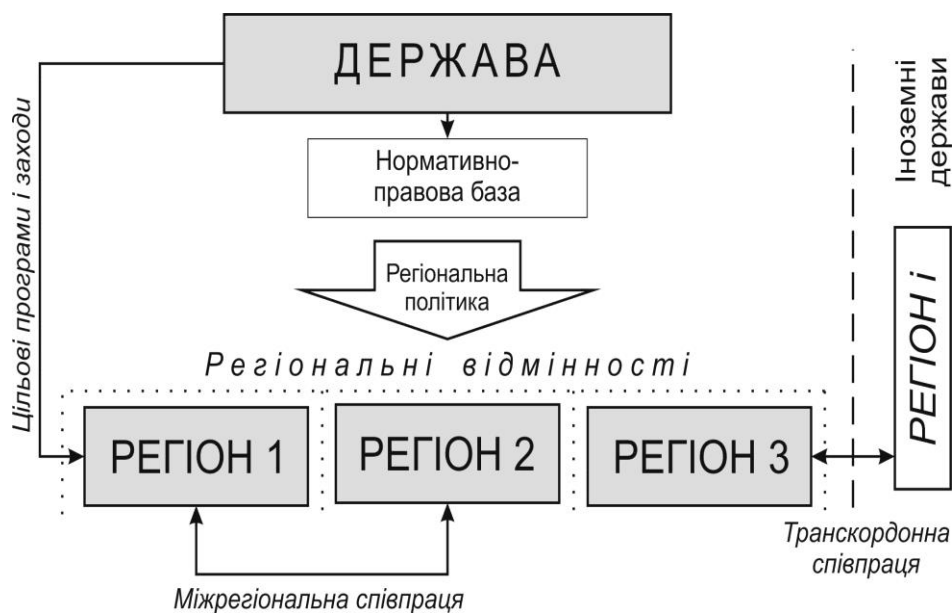 ДЕРЖАВА
Нормативно-
правова база
Регіональна
політика
Цільові програми і заходи
Регіональні відмінності
РЕГІОН 1
РЕГІОН 2
РЕГІОН 3
Міжрегіональна співпраця
Іноземні
держави
РЕГІОН і
Транскордонна
співпраця